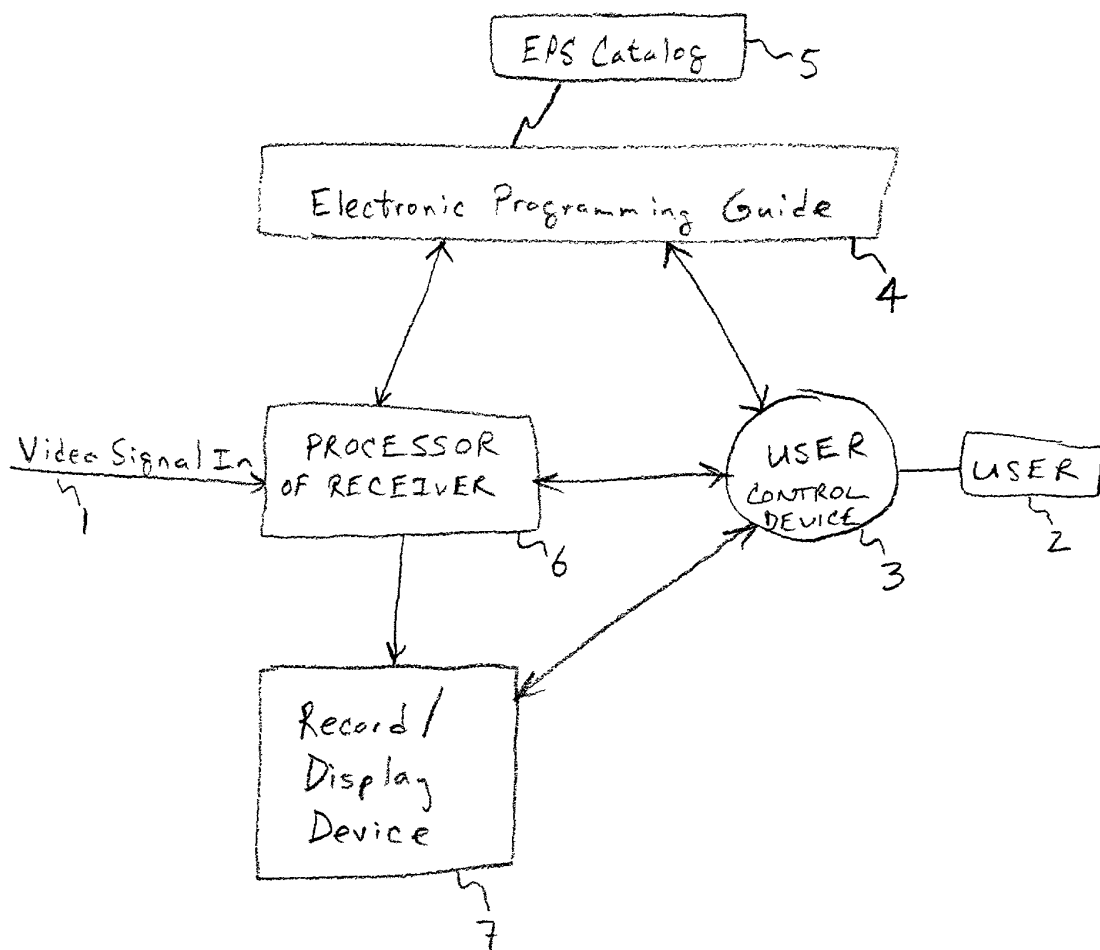 EPS Catalog
5
Electronic Programming Guide
4
Video Signal In
1
PROCESSOR
OF RECEIVER
6
USER
CONTROL
DEVICE
3
USER
2
Record/
Display
Device
7